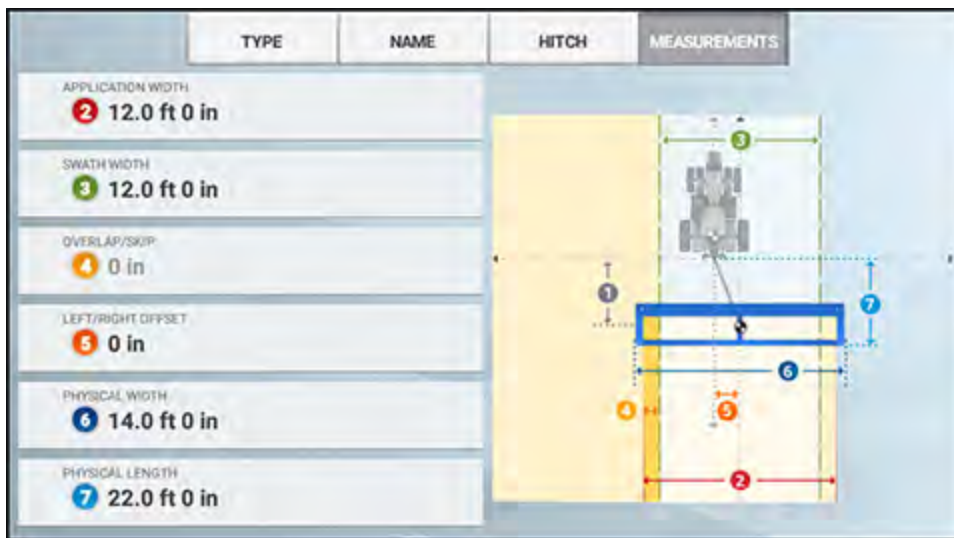 TYPE NAME HITCH MEASUREMENTS
APPLICATION WIDTH
2 12.0 ft 0 in
SWATH WIDTH
3 12.0 ft 0 in
OVERLAP/SKIP
4 0 in
LEFT/RIGHT OFFSET
5 0 in
PHYSICAL WIDTH
6 14.0 ft 0 in
PHYSICAL LENGTH
7 22.0 ft 0 in
3
1
7
6
4
5
2